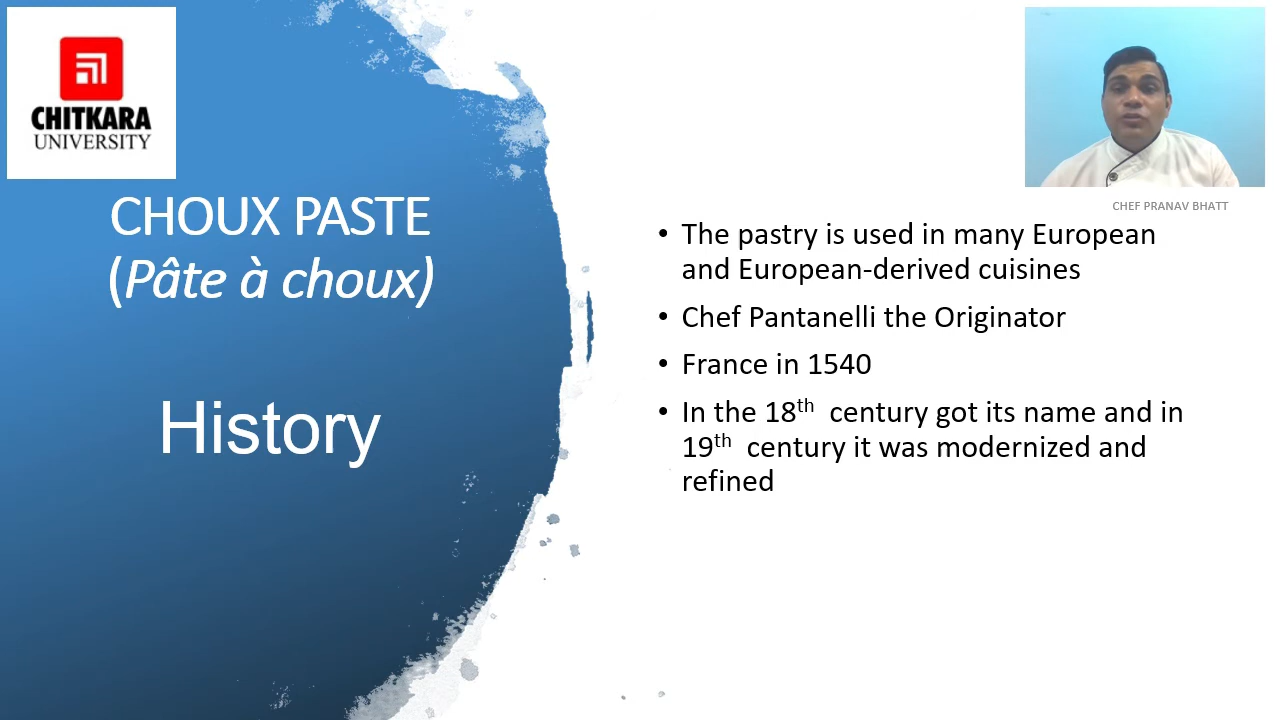 CHITKARA
UNIVERSITY
CHOUX PASTE
(Pâte à choux)
History
CHEF PRANAV BHATT
• The pastry is used in many European
and European-derived cuisines
• Chef Pantanelli the Originator
• France in 1540
• In the 18th century got its name and in
19th century it was modernized and
refined